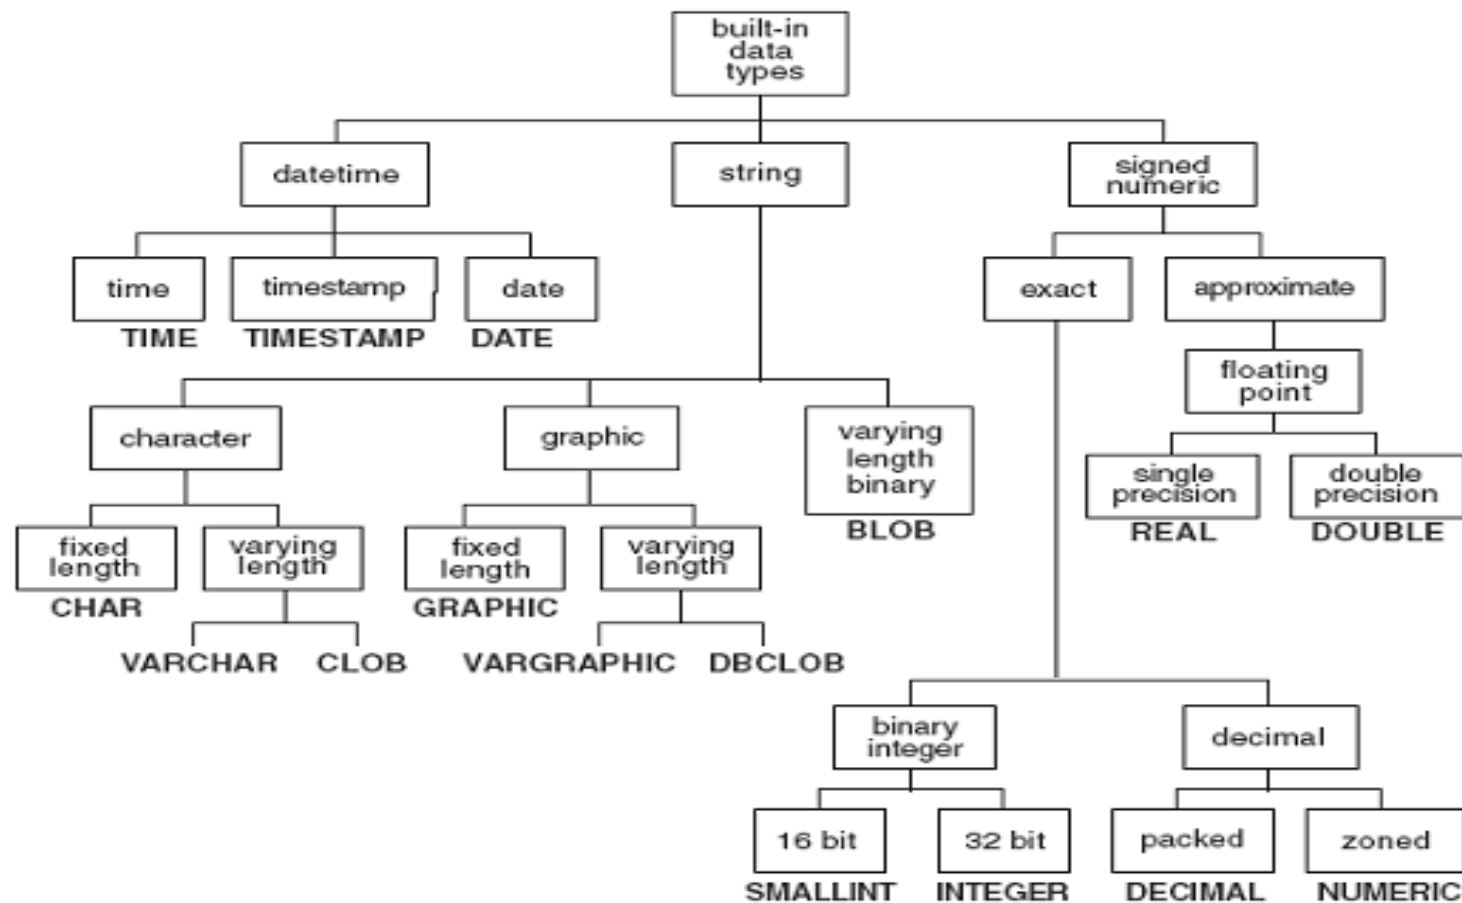 built-in
data
types
datetime
string
signed
numeric
time
timestamp
date
exact
approximate
TIME
TIMESTAMP
DATE
floating
point
character
graphic
varying
length
binary
single
precision
double
precision
BLOB
REAL
DOUBLE
fixed
length
varying
length
fixed
length
varying
length
CHAR
GRAPHIC
VARCHAR
CLOB
VARGRAPHIC
DBCLOB
binary
integer
decimal
16 bit
32 bit
packed
zoned
SMALLINT
INTEGER
DECIMAL
NUMERIC